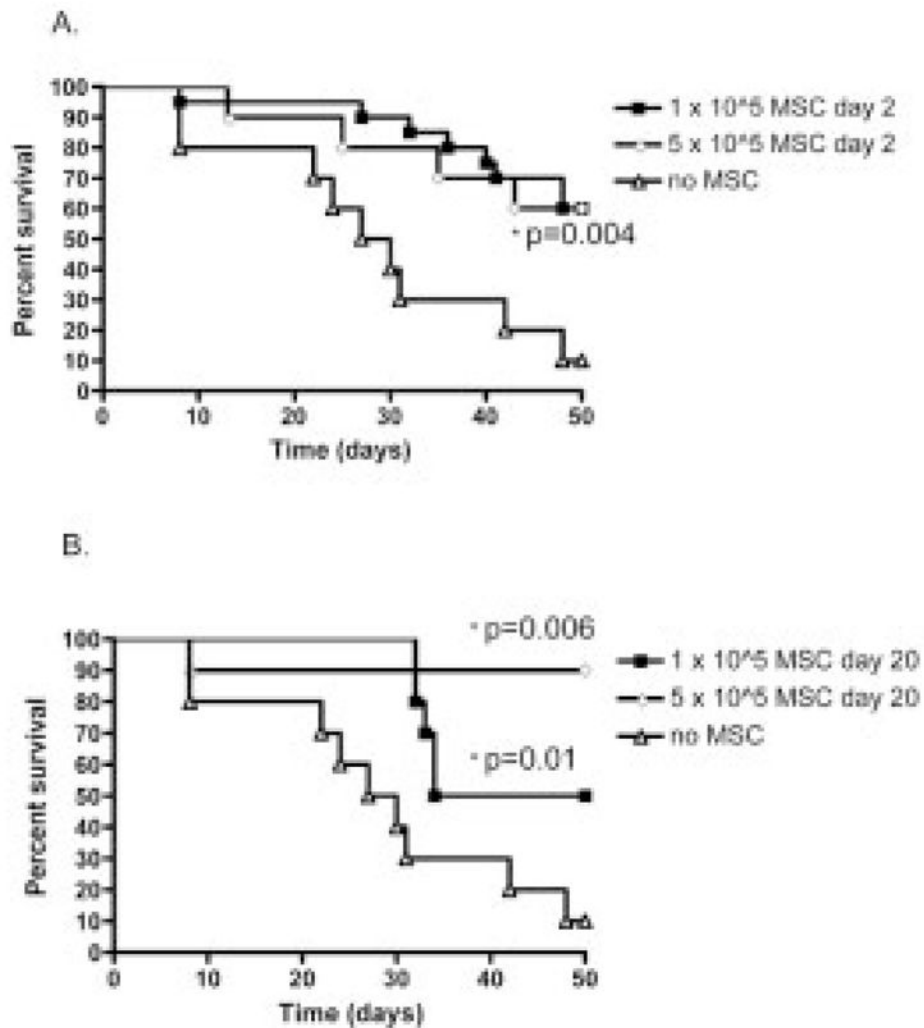 A.
100
90
80
70
60
50
40
30
20
10
0
Percent survival
0 10 20 30 40 50
Time (days)
1 x 10^5 MSC day 2
5 x 10^5 MSC day 2
no MSC
* p=0.004
B.
100
90
80
70
60
50
40
30
20
10
0
Percent survival
0 10 20 30 40 50
Time (days)
* p=0.006
* p=0.01
1 x 10^5 MSC day 20
5 x 10^5 MSC day 20
no MSC